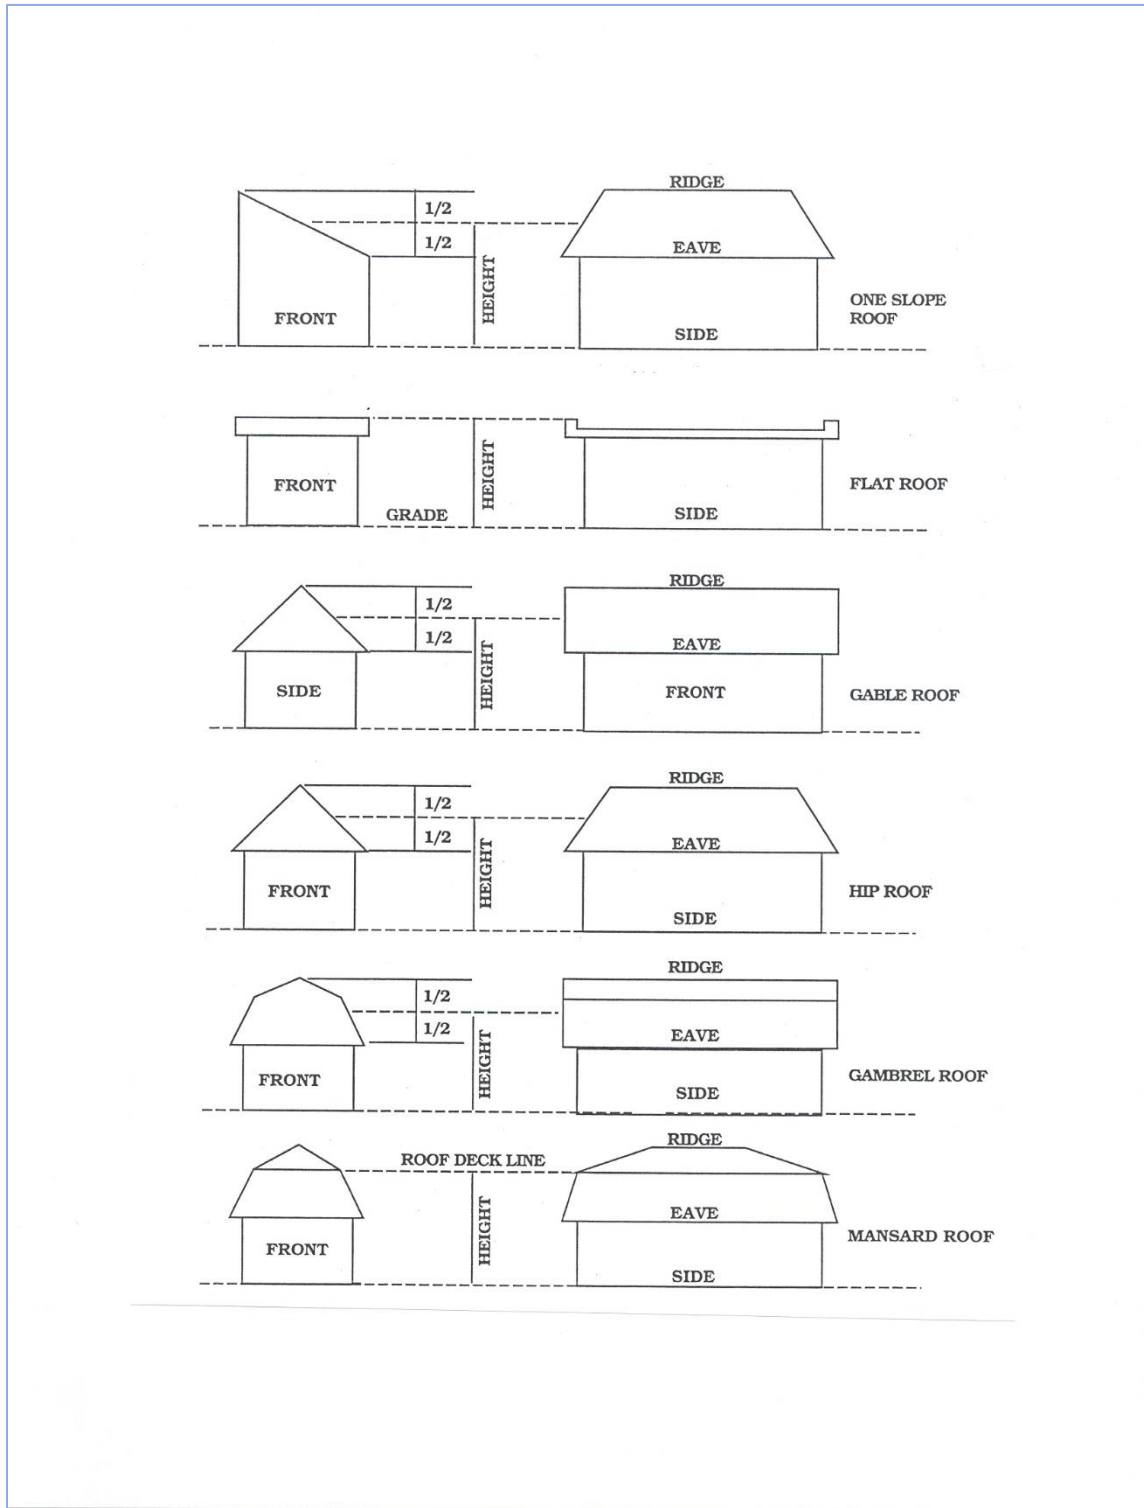 RIDGE
1/2
1/2
EAVE
HEIGHT
FRONT
SIDE
ONE SLOPE
ROOF
FRONT
GRADE
HEIGHT
SIDE
FLAT ROOF
RIDGE
1/2
1/2
EAVE
HEIGHT
SIDE
FRONT
GABLE ROOF
RIDGE
1/2
1/2
EAVE
HEIGHT
FRONT
SIDE
HIP ROOF
RIDGE
1/2
1/2
EAVE
HEIGHT
FRONT
SIDE
GAMBREL ROOF
RIDGE
ROOF DECK LINE
EAVE
HEIGHT
FRONT
SIDE
MANSARD ROOF